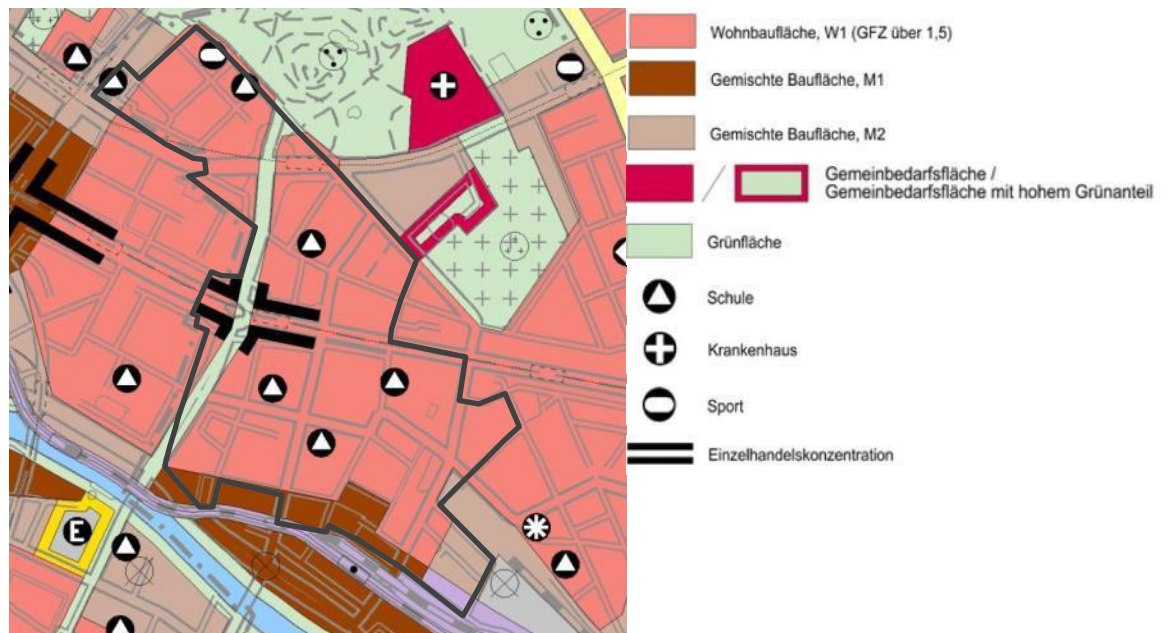 Wohnbaufläche, W1 (GFZ über 1,5)
Gemischte Baufläche, M1
Gemischte Baufläche, M2
Gemeinbedarfsfläche /
Gemeinbedarfsfläche mit hohem Grünanteil
Grünfläche
Schule
Krankenhaus
Sport
Einzelhandelskonzentration
E